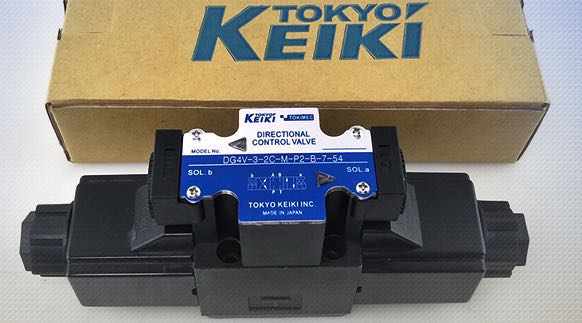 TOKYO
KEIKI
TOKYO
KEIKI
TOKIMEC
DIRECTIONAL
CONTROL VALVE
MODEL No.
DG4V-3-2C-M-P2-B-7-54
SOL.b
SOL.a
A B
P T
TOKYO KEIKI INC.
MADE IN JAPAN